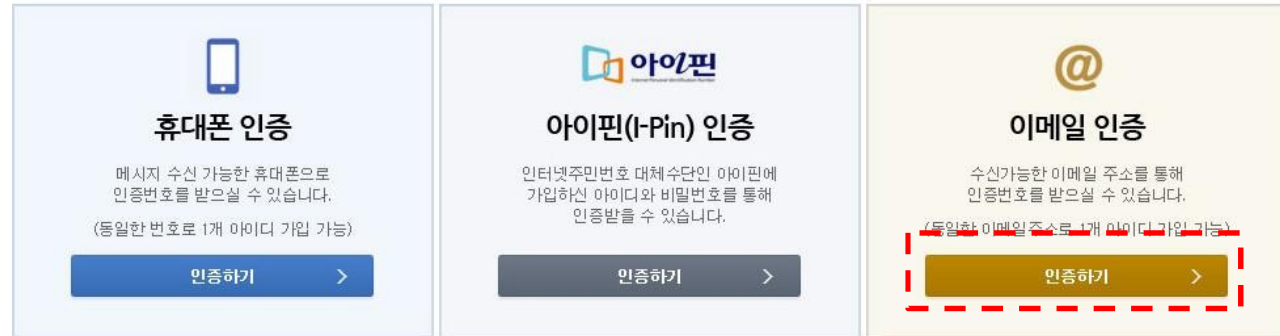 휴대폰 인증
메시지 수신 가능한 휴대폰으로
인증번호를 받으실 수 있습니다.
(동일한 번호로 1개 아이디 가입 가능)
인증하기
아이핀
아이핀(I-Pin) 인증
인터넷주민번호 대체수단인 아이핀에
가입하신 아이디와 비밀번호를 통해
인증받을 수 있습니다.
인증하기
@
이메일 인증
수신가능한 이메일 주소를 통해
인증번호를 받으실 수 있습니다.
(동일한 이메일주소로 1개 아이디 가입 가능)
인증하기